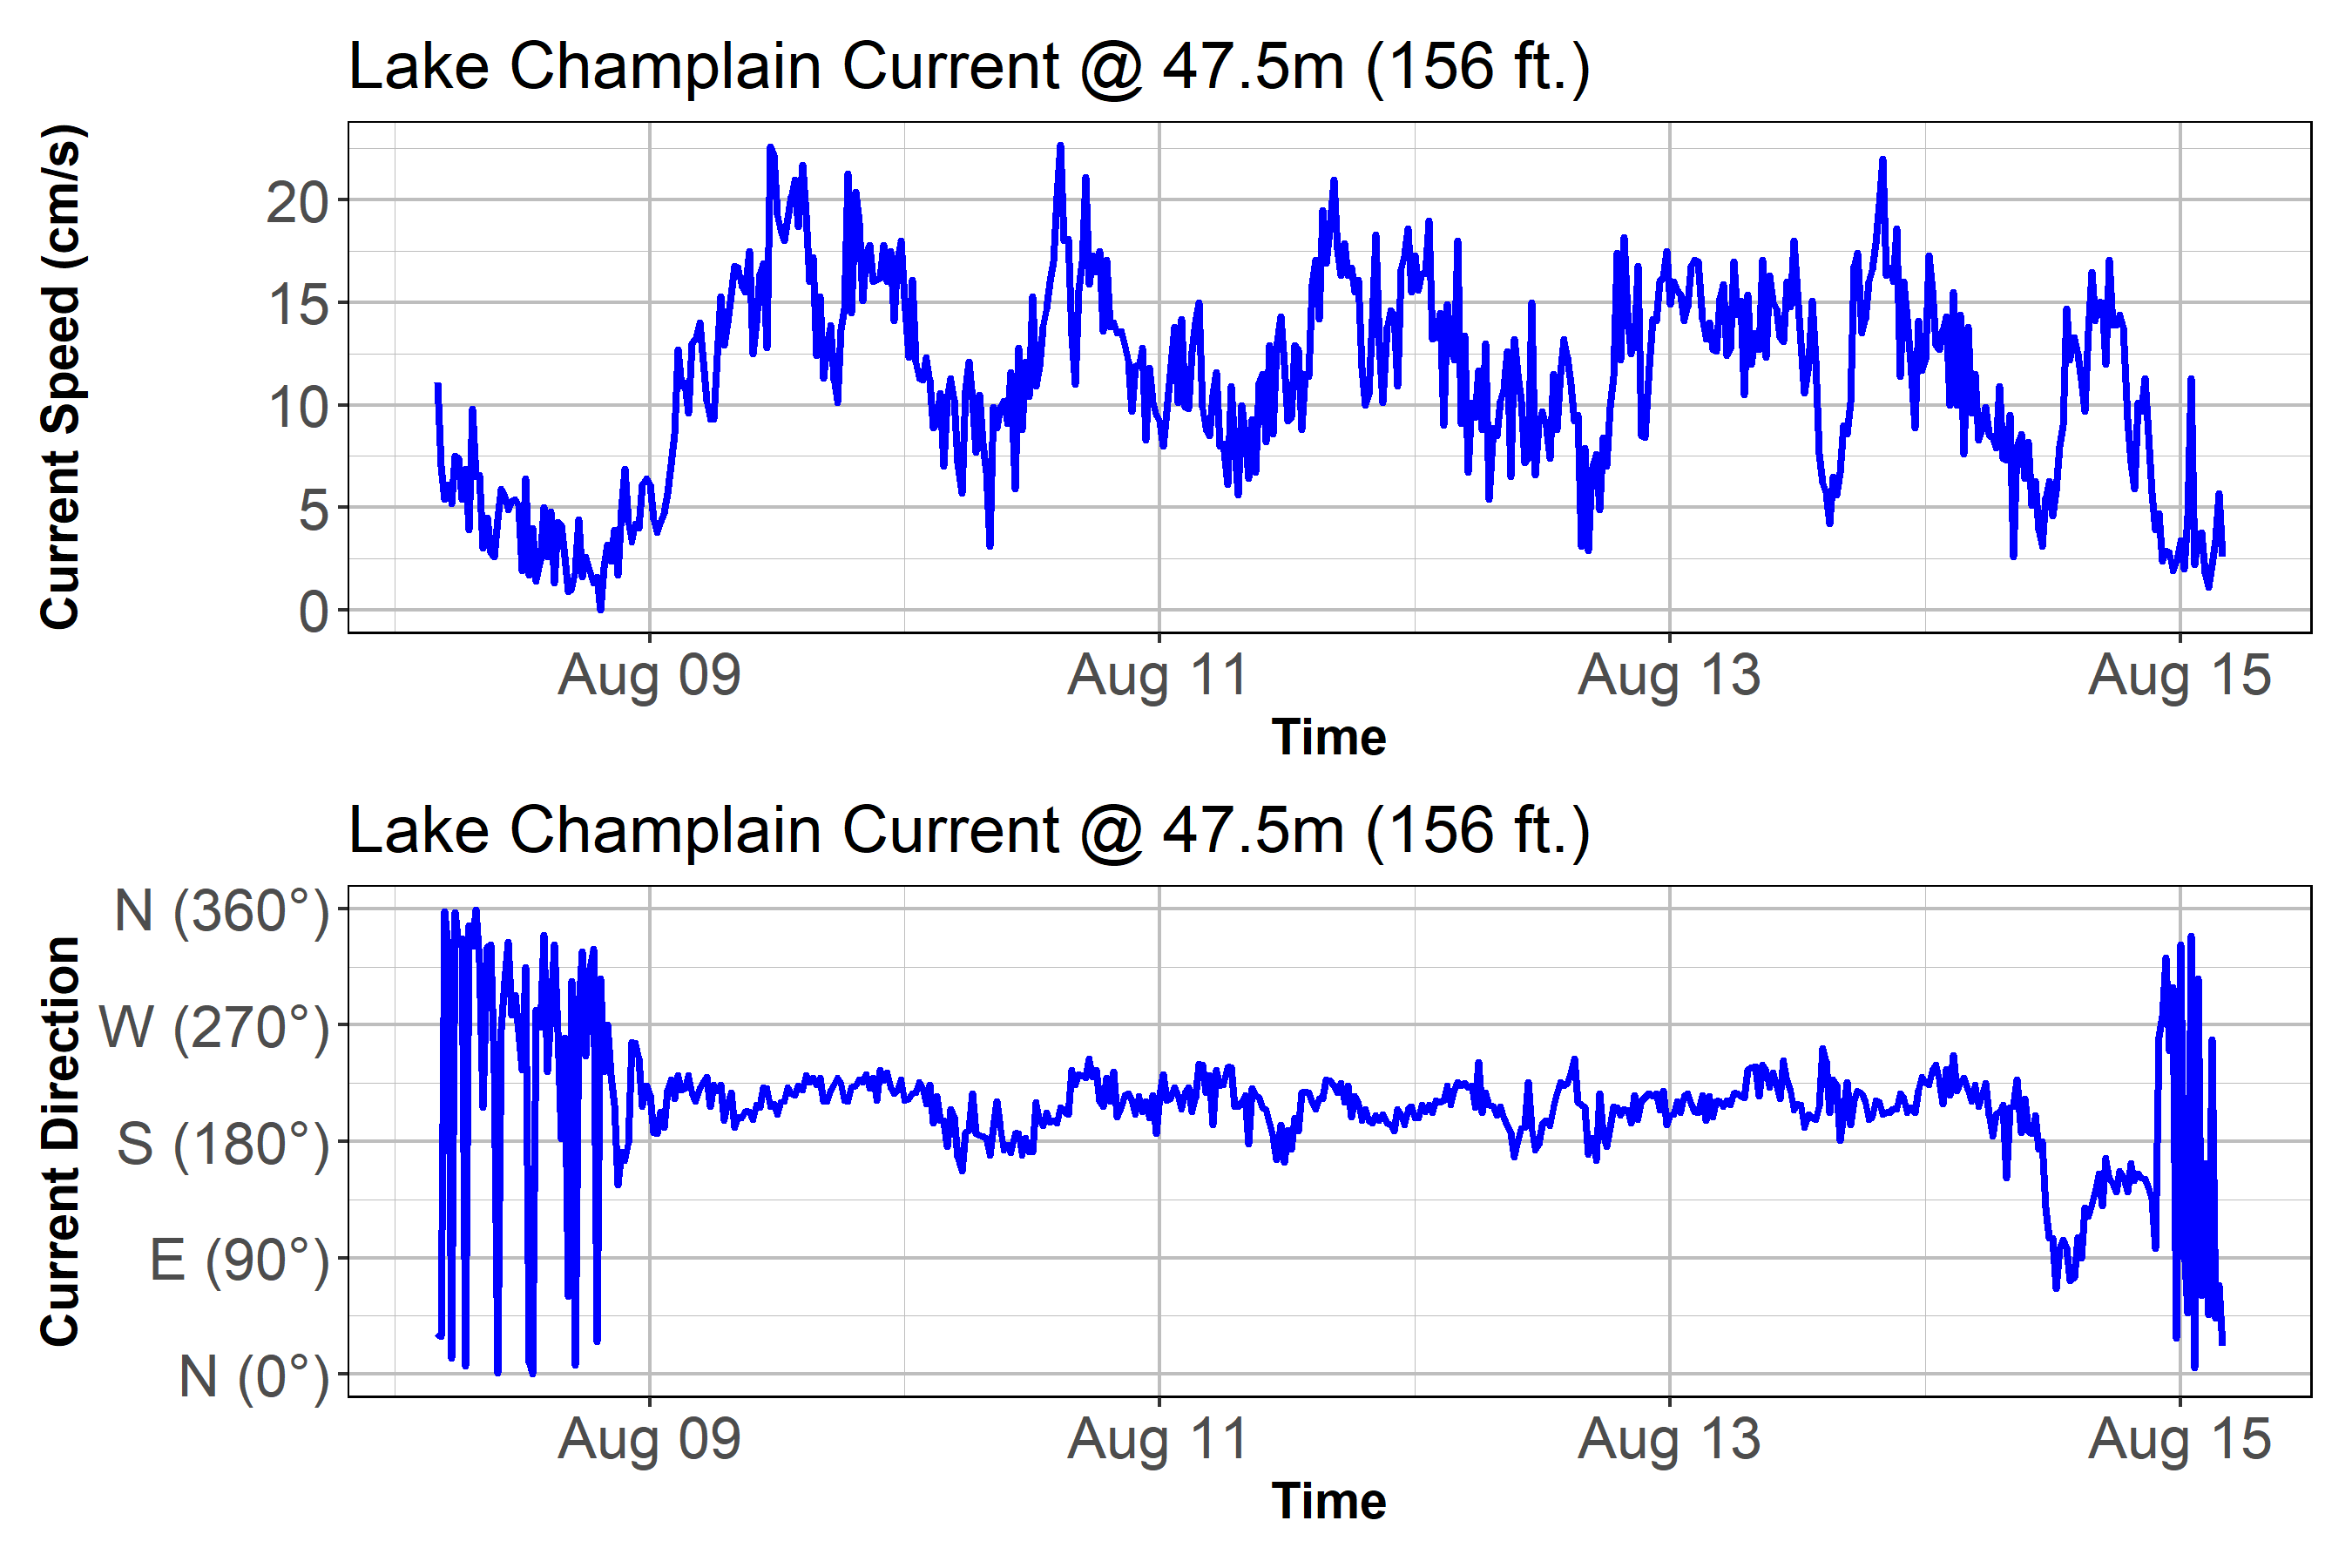 Lake Champlain Current @ 47.5m (156 ft.)
Current Speed (cm/s)
20
15
10
5
0
Aug 09 Aug 11 Aug 13 Aug 15
Time
Lake Champlain Current @ 47.5m (156 ft.)
Current Direction
N (360°)
W (270°)
S (180°)
E (90°)
N (0°)
Aug 09 Aug 11 Aug 13 Aug 15
Time